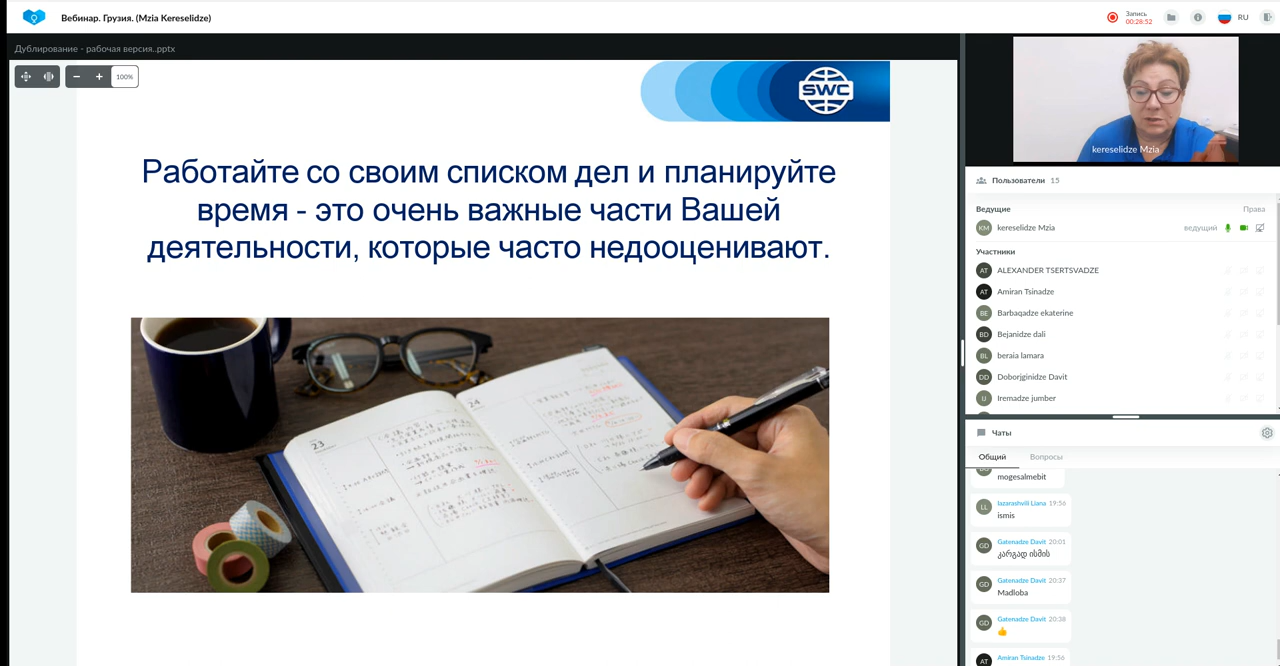 Вебинар. Грузия. (Mzia Kereselidze)
Запись
00:28:52
RU
Дублирование - рабочая версия..pptx
100%
SWC
Работайте со своим списком дел и планируйте
время - это очень важные части Вашей
деятельности, которые часто недооценивают.
23
24
kereselidze Mzia
Пользователи 15
Ведущие Права
KM kereselidze Mzia ведущий
Участники
AT ALEXANDER TSERTSVADZE
AT Amiran Tsinadze
BE Barbaqadze ekaterine
BD Bejanidze dali
BL beraia lamara
DD Doborjginidze Davit
IJ Iremadze jumber
Чаты
Общий Вопросы
mogesalmebit
LL lazarashvili Liana 19:56
ismis
GD Gatenadze Davit 20:01
კარგად ისმის
GD Gatenadze Davit 20:37
Madloba
GD Gatenadze Davit 20:38
👍
AT Amiran Tsinadze 19:56